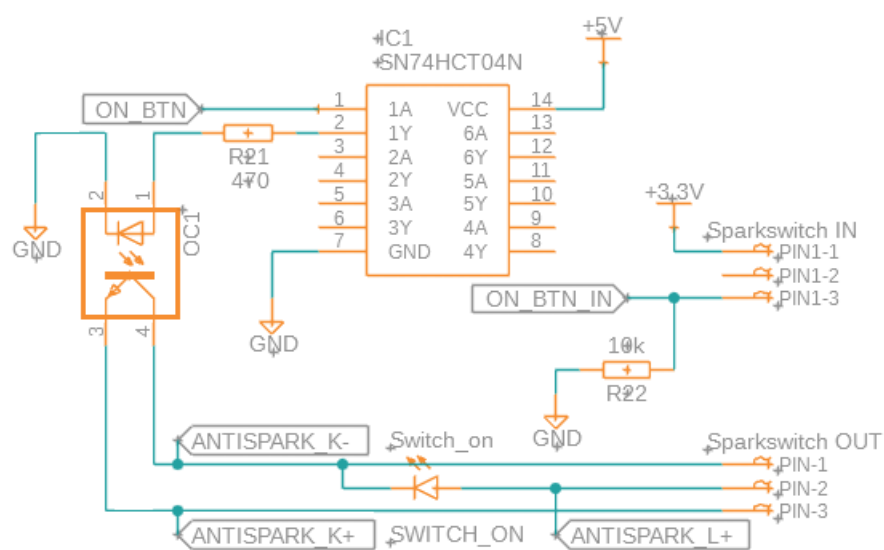 IC1
SN74HCT04N
+5V
ON_BTN
1 1A VCC 14
2 1Y 6A 13
3 2A 6Y 12
4 2Y 5A 11
5 3A 5Y 10
6 3Y 4A 9
7 GND 4Y 8
R21
470
2
1
OC1
3
4
GND
GND
+3.3V
Sparkswitch IN
PIN1-1
PIN1-2
PIN1-3
ON_BTN_IN
10k
R22
GND
ANTISPARK_K-
Switch_on
Sparkswitch OUT
PIN-1
PIN-2
PIN-3
ANTISPARK_K+
SWITCH_ON
ANTISPARK_L+